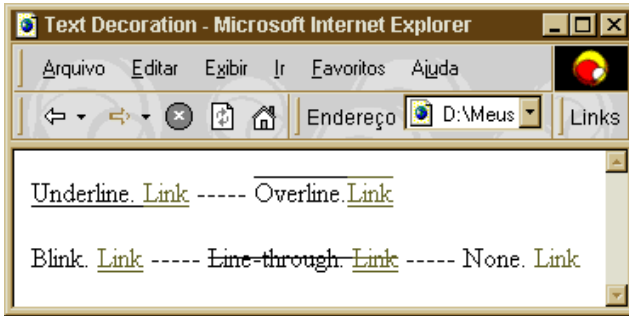 Text Decoration - Microsoft Internet Explorer
Arquivo Editar Exibir Ir Favoritos Ajuda
Endereço D:\Meus Links
Underline. Link ----- Overline.Link
Blink. Link ----- Line-through. Link ----- None. Link